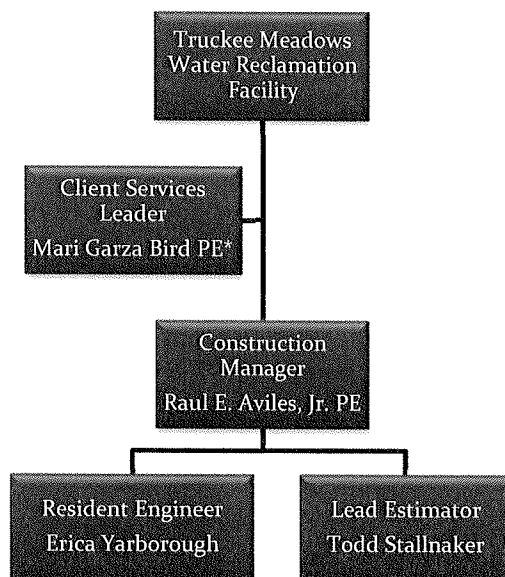 Truckee Meadows
Water Reclamation
Facility
Client Services
Leader
Mari Garza Bird PE*
Construction
Manager
Raul E. Aviles, Jr. PE
Resident Engineer
Erica Yarborough
Lead Estimator
Todd Stallnaker